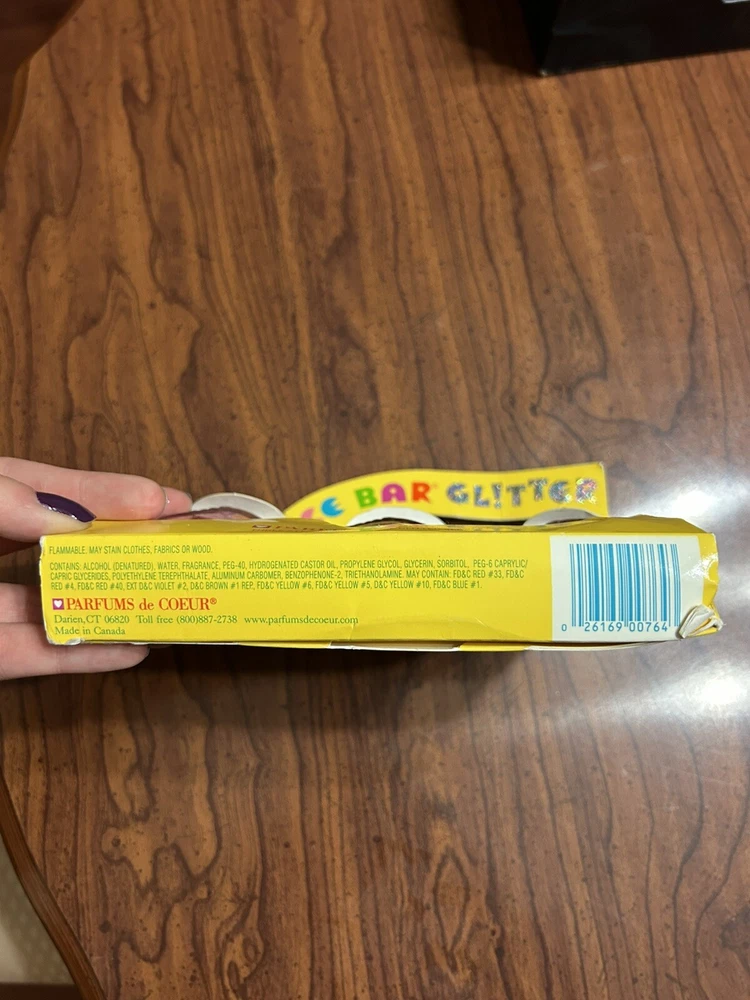 E BAR® GL!TTER
FLAMMABLE. MAY STAIN CLOTHES, FABRICS OR WOOD.
CONTAINS: ALCOHOL (DENATURED), WATER, FRAGRANCE, PEG-40, HYDROGENATED CASTOR OIL, PROPYLENE GLYCOL, GLYCERIN, SORBITOL, PEG-6 CAPRYLIC/
CAPRIC GLYCERIDES, POLYETHYLENE TEREPHTHALATE, ALUMINUM CARBOMER, BENZOPHENONE-2, TRIETHANOLAMINE. MAY CONTAIN: FD&C RED #33, FD&C
RED #4, FD&C RED #40, EXT D&C VIOLET #2, D&C BROWN #1 REP, FD&C YELLOW #6, FD&C YELLOW #5, D&C YELLOW #10, FD&C BLUE #1.
PARFUMS de COEUR®
Darien, CT 06820 Toll free (800)887-2738 www.parfumsdecoeur.com
Made in Canada
0 26169 00764